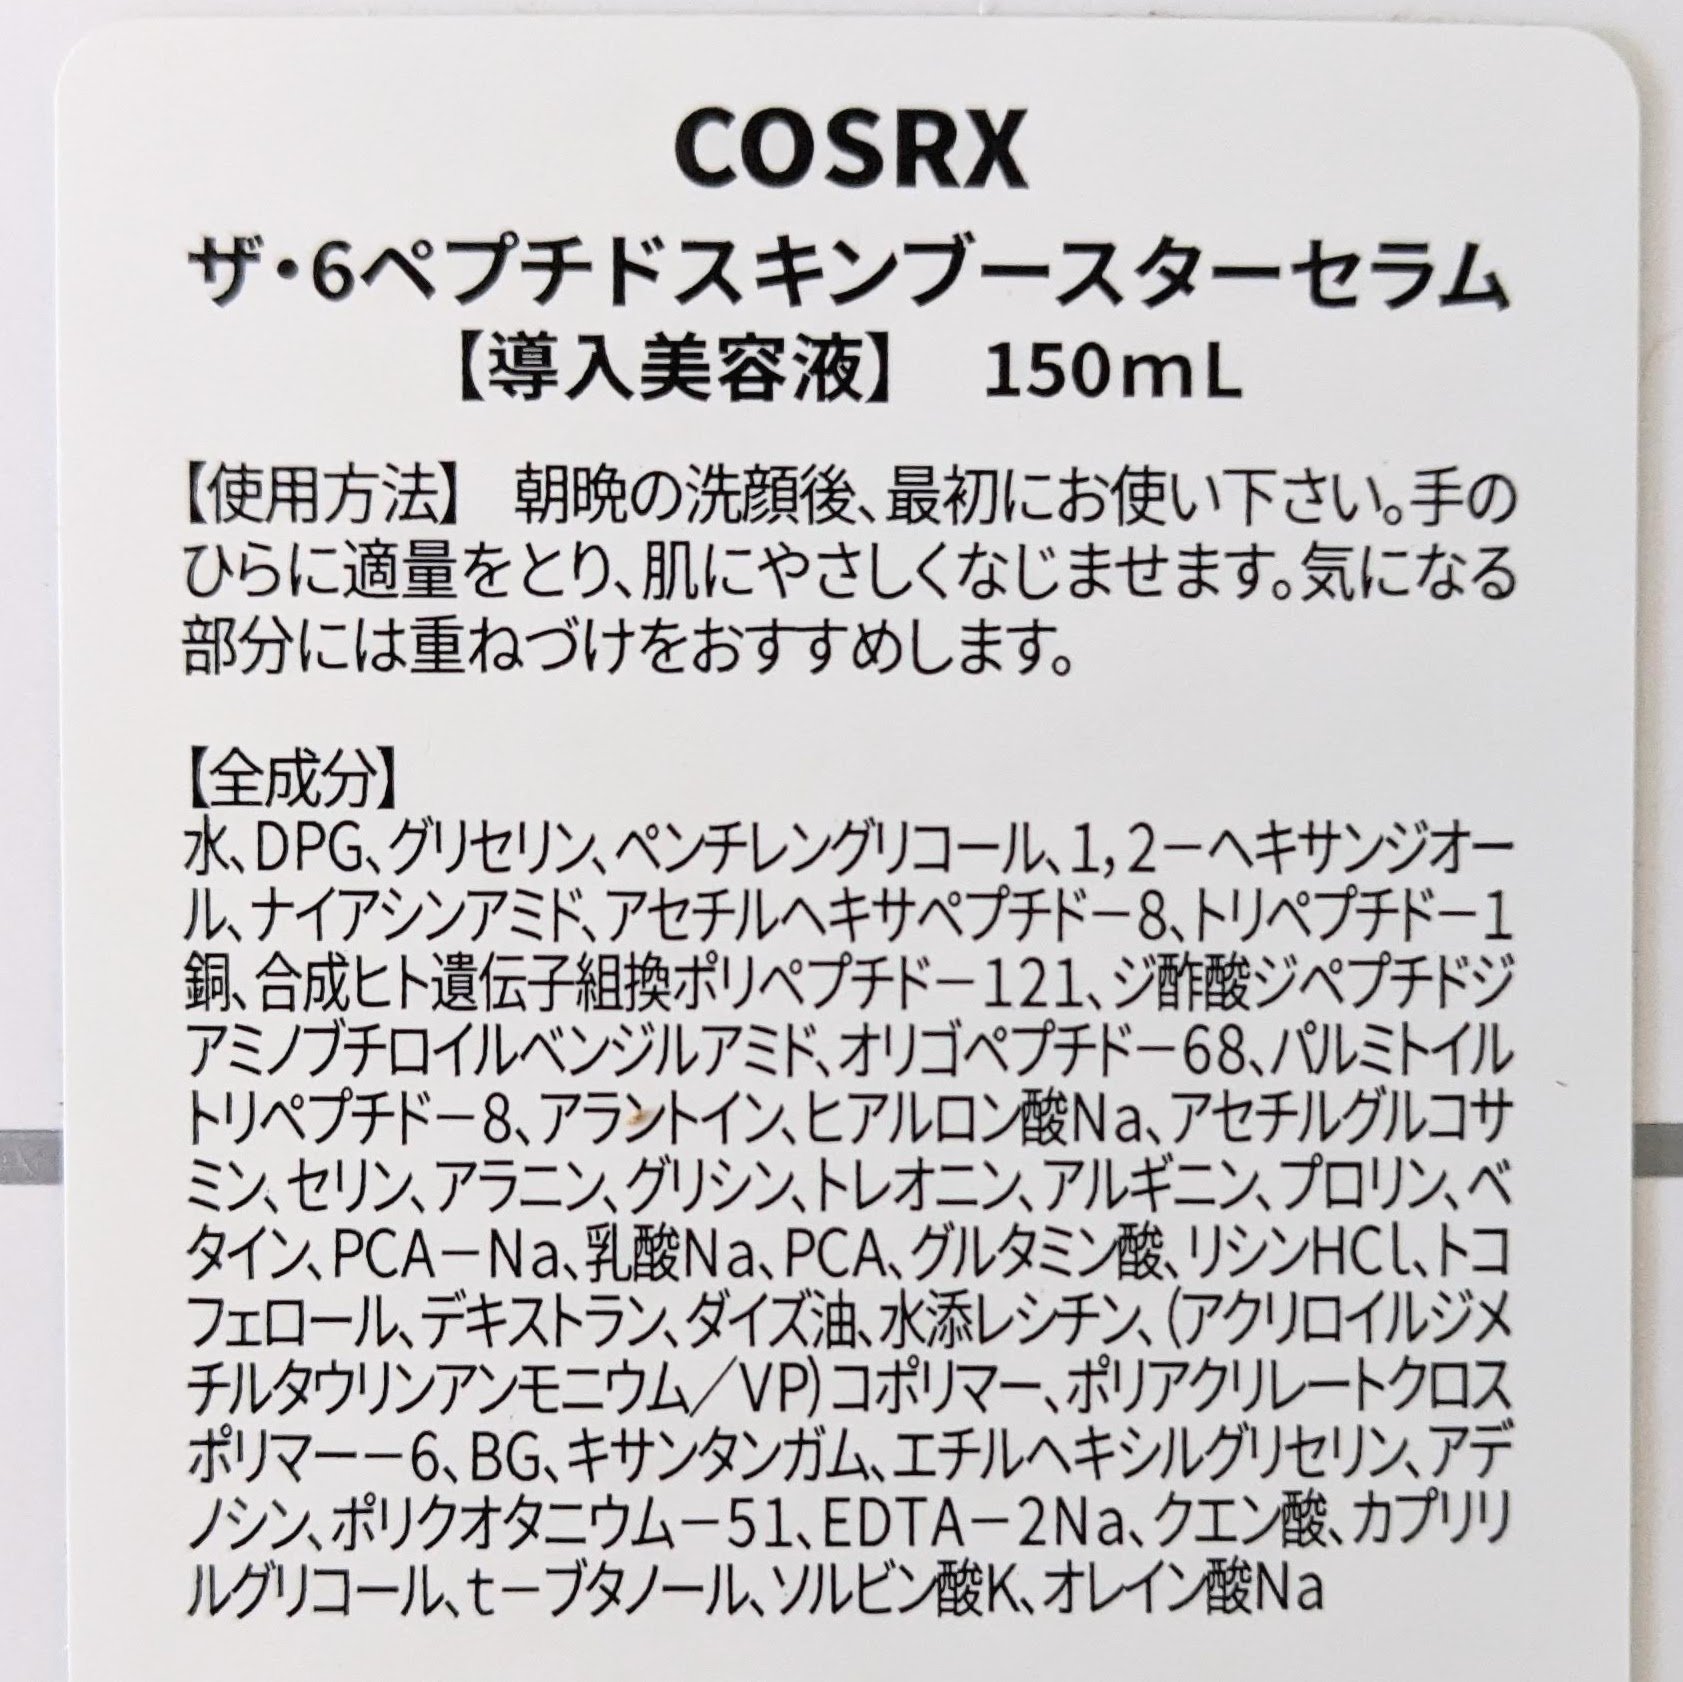 COSRX
ザ・6ペプチドスキンブースターセラム
【導入美容液】 150mL
【使用方法】 朝晩の洗顔後、最初にお使い下さい。手の
ひらに適量をとり、肌にやさしくなじませます。気になる
部分には重ねづけをおすすめします。
【全成分】
水、DPG、グリセリン、ペンチレングリコール、1,2－ヘキサンジオー
ル、ナイアシンアミド、アセチルヘキサペプチド－8、トリペプチド－1
銅、合成ヒト遺伝子組換ポリペプチド－121、ジ酢酸ジペプチドジ
アミノブチロイルベンジルアミド、オリゴペプチド－68、パルミトイル
トリペプチド－8、アラントイン、ヒアルロン酸Na、アセチルグルコサ
ミン、セリン、アラニン、グリシン、トレオニン、アルギニン、プロリン、ベ
タイン、PCA－Na、乳酸Na、PCA、グルタミン酸、リシンHCl、トコ
フェロール、デキストラン、ダイズ油、水添レシチン、(アクリロイルジメ
チルタウリンアンモニウム／VP)コポリマー、ポリアクリレートクロス
ポリマー－6、BG、キサンタンガム、エチルヘキシルグリセリン、アデ
ノシン、ポリクオタニウム－51、EDTA－2Na、クエン酸、カプリリ
ルグリコール、t－ブタノール、ソルビン酸K、オレイン酸Na